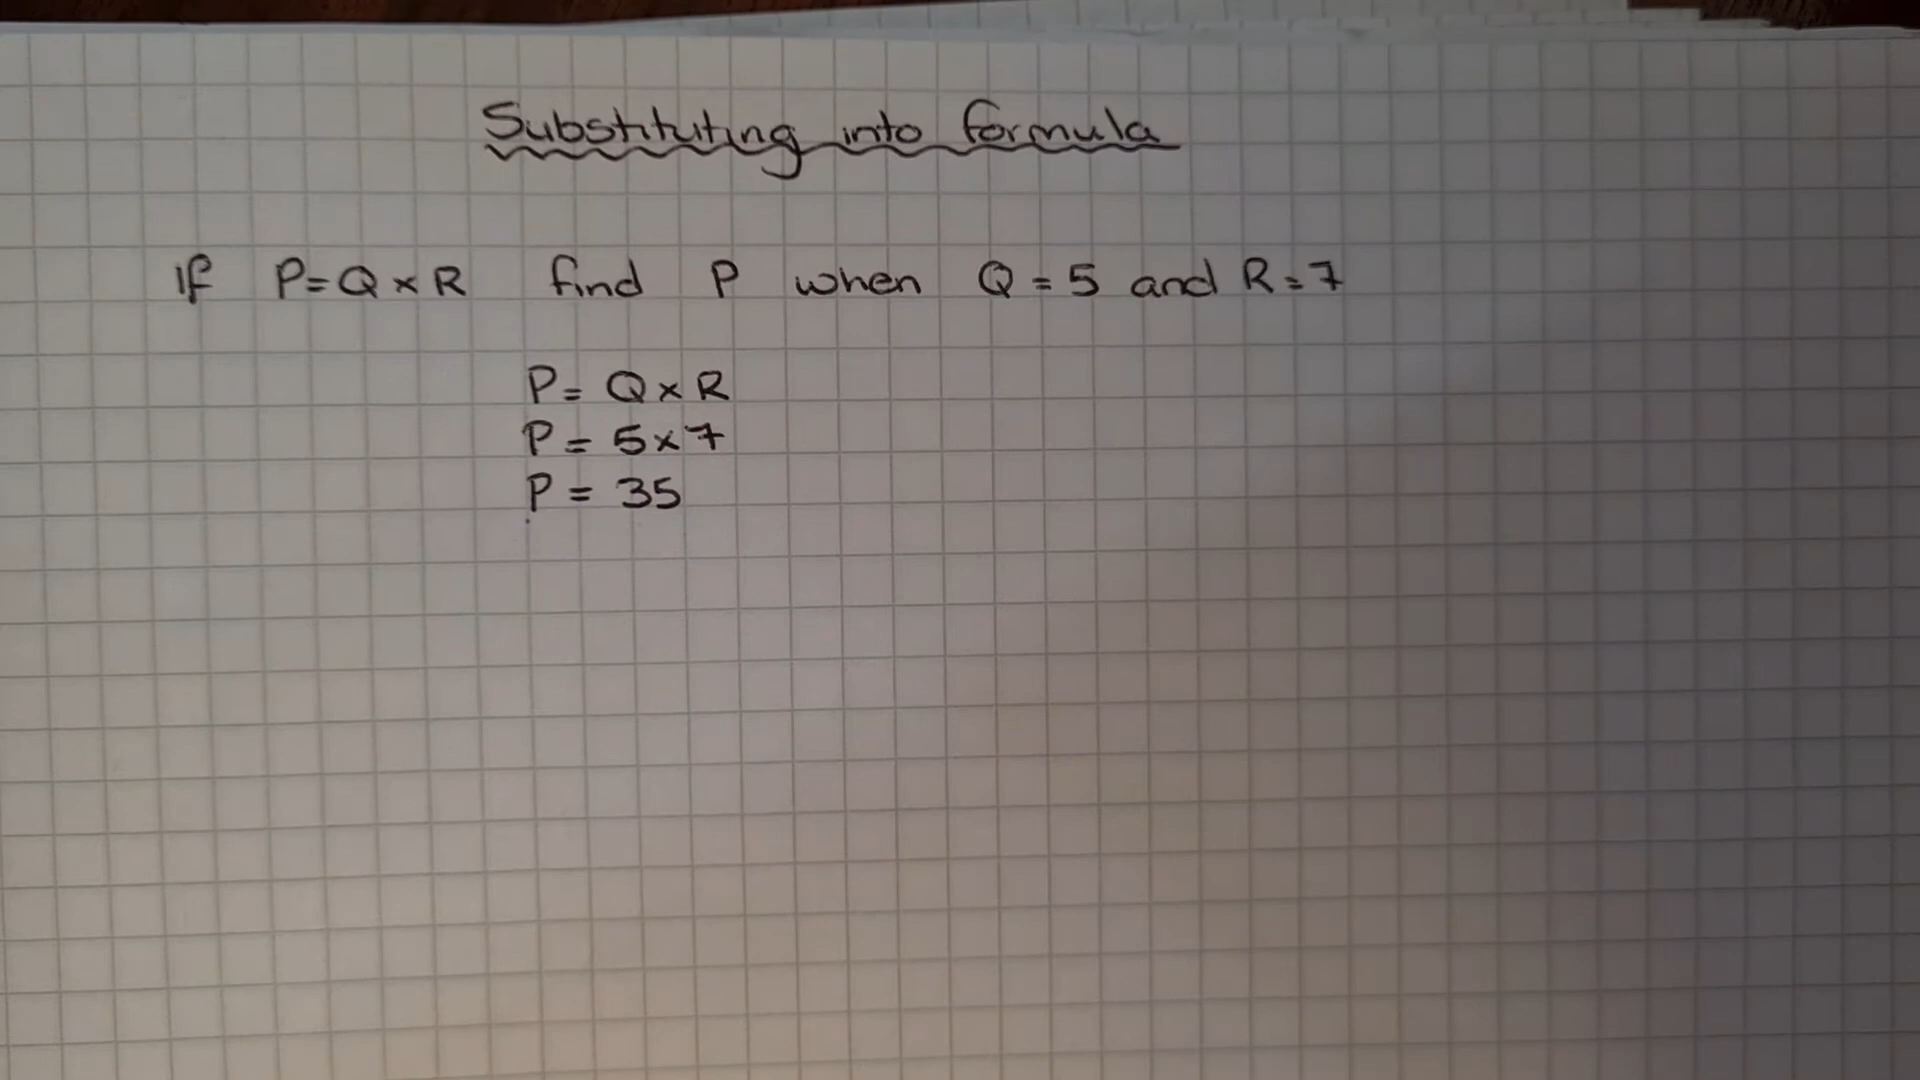 Substituting into formula
If P=Q×R find P when Q=5 and R=7
P= Q×R
P = 5×7
P = 35